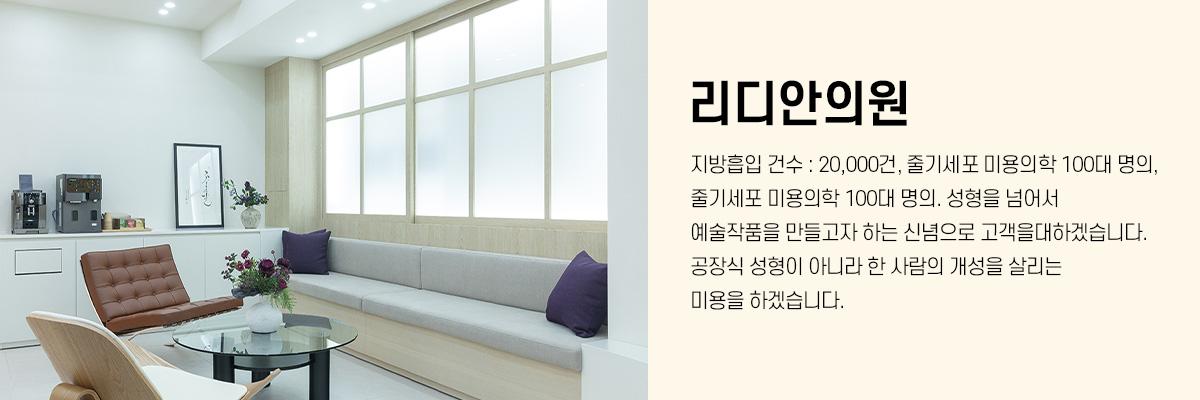 리디안의원
지방흡입 건수 : 20,000건, 줄기세포 미용의학 100대 명의,
줄기세포 미용의학 100대 명의. 성형을 넘어서
예술작품을 만들고자 하는 신념으로 고객을대하겠습니다.
공장식 성형이 아니라 한 사람의 개성을 살리는
미용을 하겠습니다.